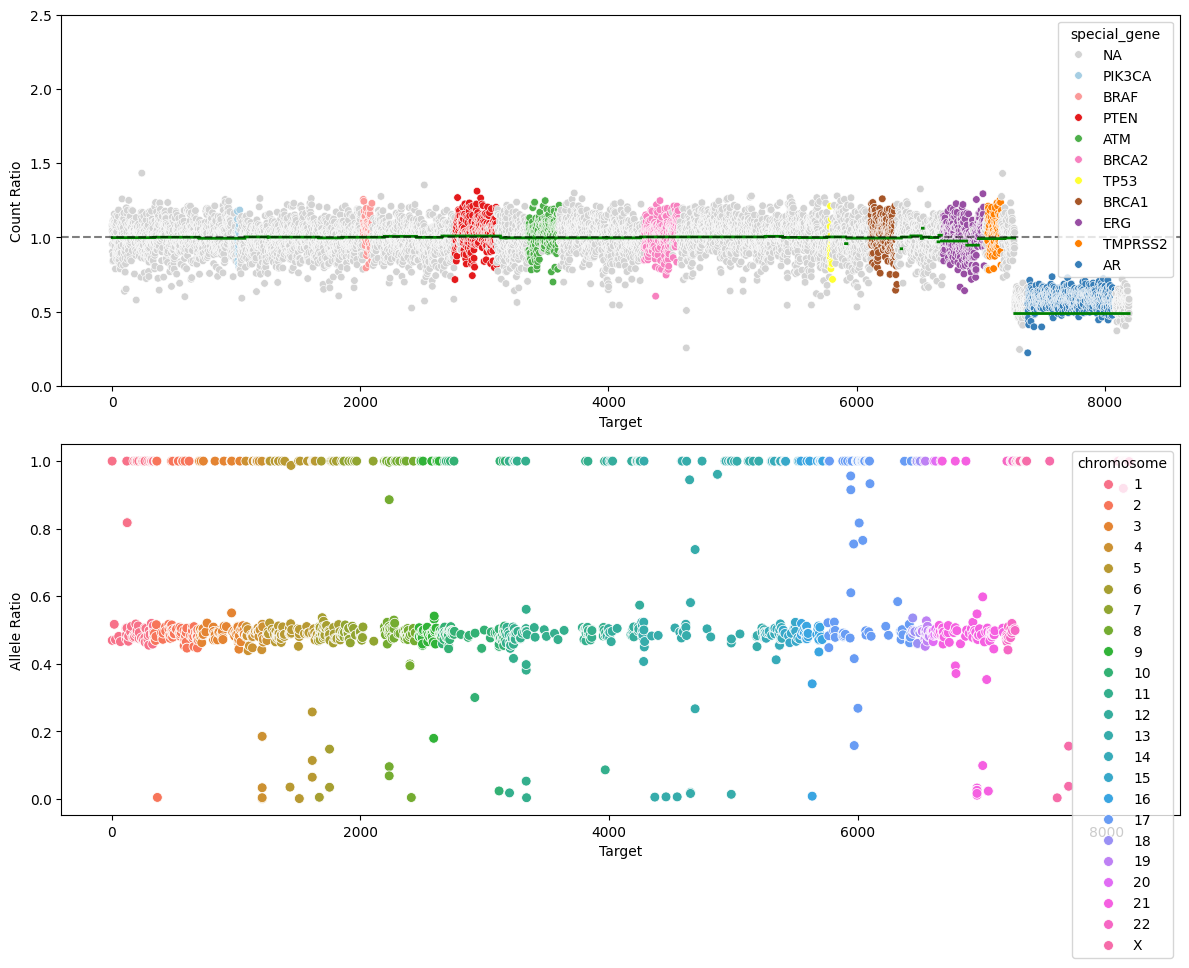 2.5
2.0
1.5
1.0
0.5
0.0
Count Ratio
0
2000
4000
6000
8000
Target
special_gene
NA
PIK3CA
BRAF
PTEN
ATM
BRCA2
TP53
BRCA1
ERG
TMPRSS2
AR
1.0
0.8
0.6
0.4
0.2
0.0
Allele Ratio
0
2000
4000
6000
8000
Target
chromosome
1
2
3
4
5
6
7
8
9
10
11
12
13
14
15
16
17
18
19
20
21
22
X